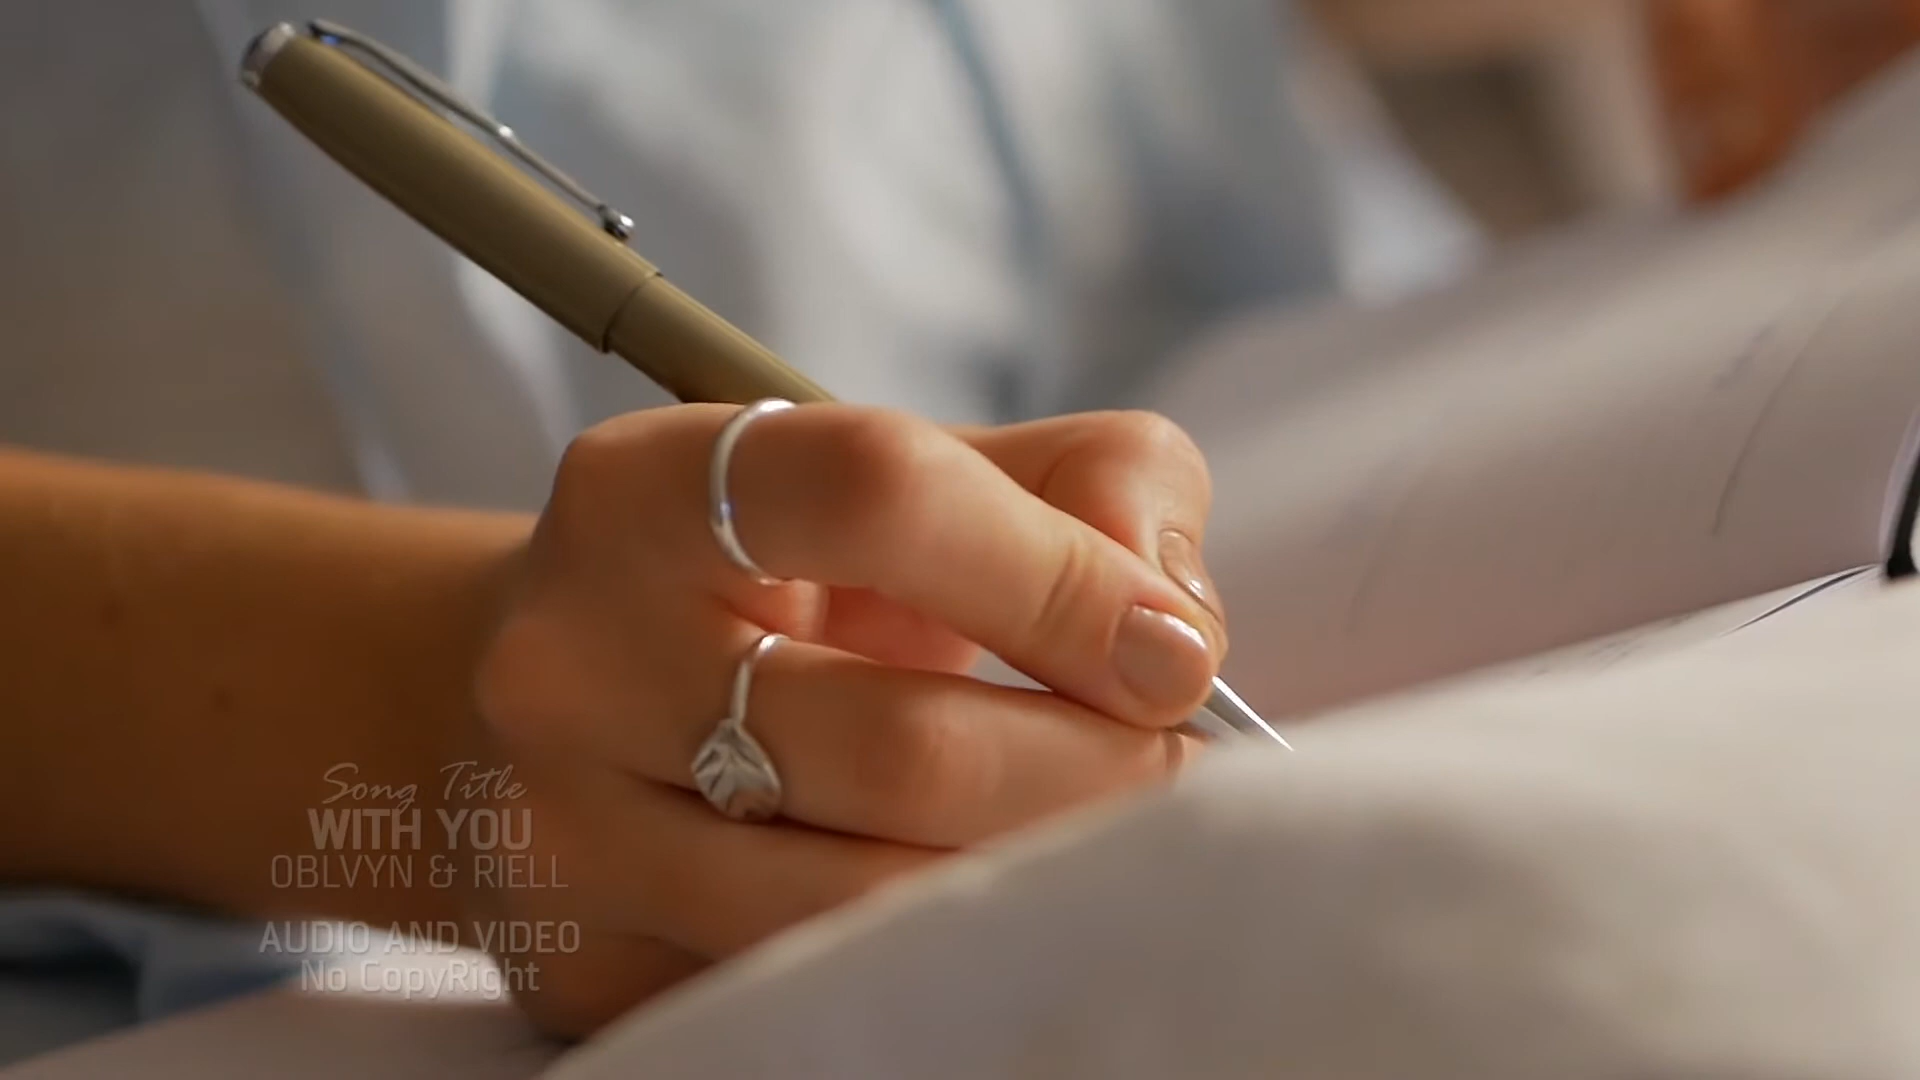 Song Title
WITH YOU
OBLVYN & RIELL
AUDIO AND VIDEO
No CopyRight